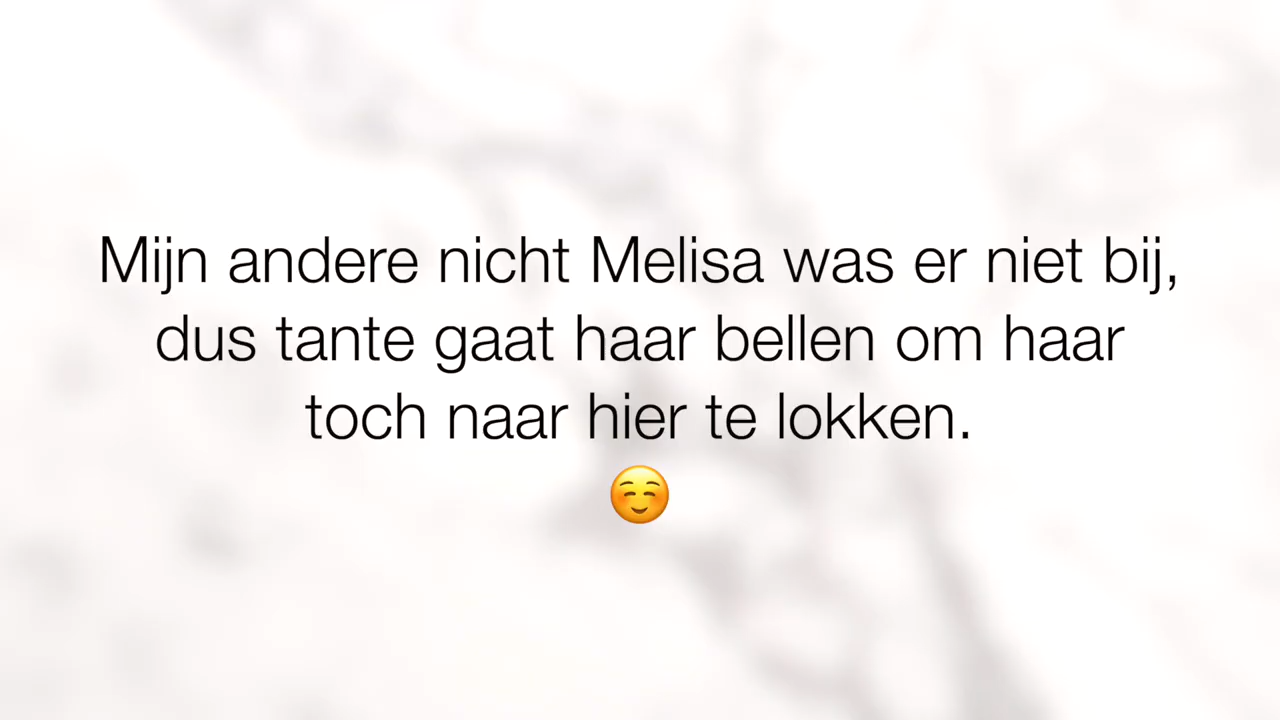 Mijn andere nicht Melisa was er niet bij,
dus tante gaat haar bellen om haar
toch naar hier te lokken.
☺️